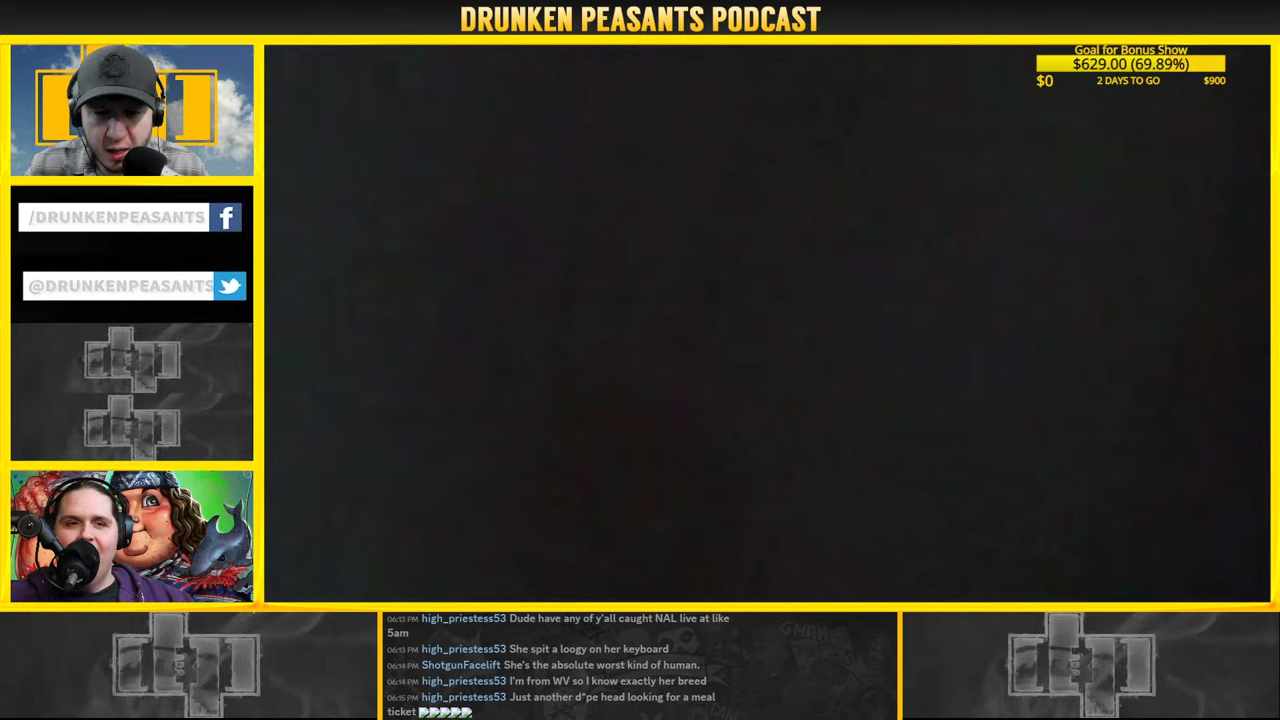 DRUNKEN PEASANTS PODCAST
Goal for Bonus Show
$629.00 (69.89%)
$0 2 DAYS TO GO $900
/DRUNKENPEASANTS f
@DRUNKENPEASANTS
06:13 PM high_priestess53 Dude have any of y'all caught NAL live at like
5am
06:13 PM high_priestess53 She spit a loogy on her keyboard
06:14 PM ShotgunFacelift She's the absolute worst kind of human.
06:14 PM high_priestess53 I'm from WV so I know exactly her breed
06:15 PM high_priestess53 Just another d*pe head looking for a meal
ticket